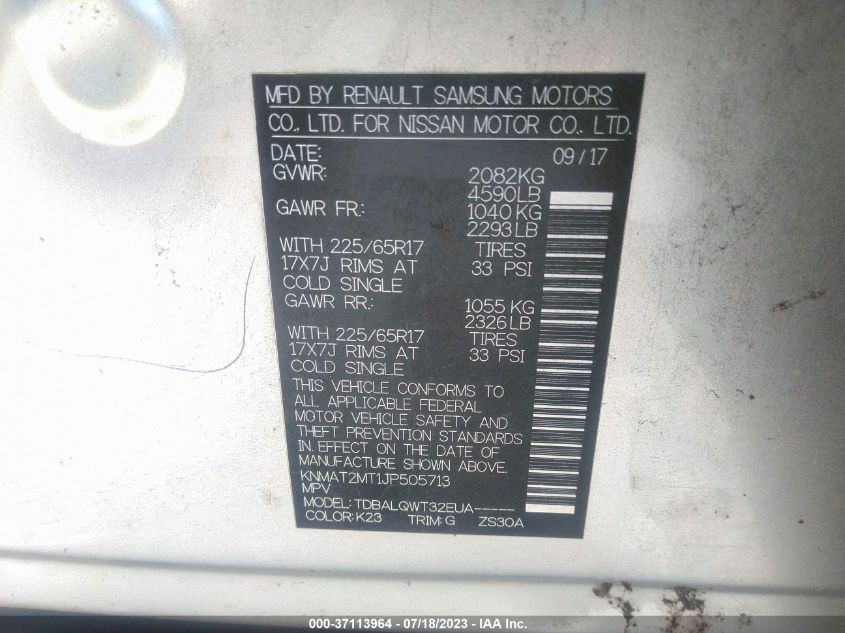 MFD BY RENAULT SAMSUNG MOTORS
CO., LTD. FOR NISSAN MOTOR CO., LTD.
DATE: 09/17
GVWR: 2082KG
4590LB
GAWR FR.: 1040 KG
2293 LB
WITH 225/65R17 TIRES
17X7J RIMS AT 33 PSI
COLD SINGLE
GAWR RR.: 1055 KG
2326 LB
WITH 225/65R17 TIRES
17X7J RIMS AT 33 PSI
COLD SINGLE
THIS VEHICLE CONFORMS TO
ALL APPLICABLE FEDERAL
MOTOR VEHICLE SAFETY AND
THEFT PREVENTION STANDARDS
IN EFFECT ON THE DATE OF
MANUFACTURE SHOWN ABOVE.
KNMAT2MT1JP505713
MPV
MODEL: TDBALQWT32EUA-----
COLOR: K23 TRIM: G ZS30A
000-37113964 / 07/18/2023 - IAA Inc.